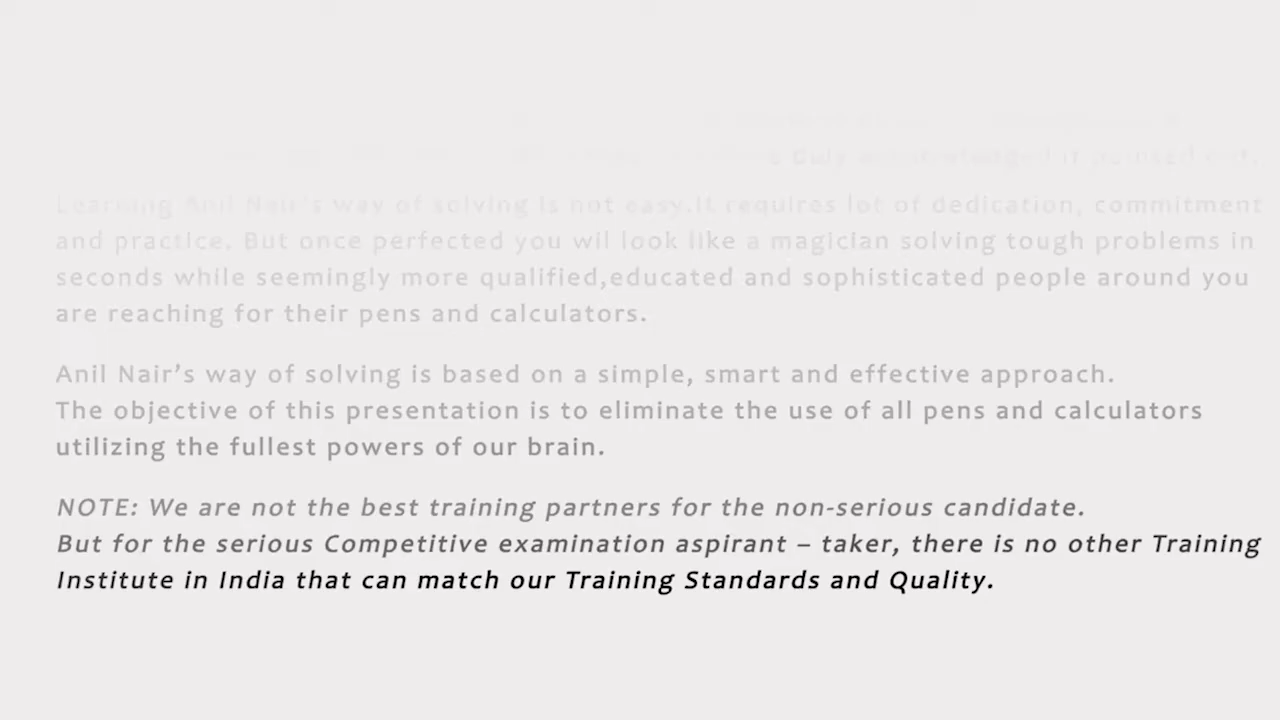 duly acknowledged if pointed out.
Learning Anil Nair's way of solving is not easy.It requires lot of dedication, commitment
and practice. But once perfected you wil look like a magician solving tough problems in
seconds while seemingly more qualified,educated and sophisticated people around you
are reaching for their pens and calculators.
Anil Nair's way of solving is based on a simple, smart and effective approach.
The objective of this presentation is to eliminate the use of all pens and calculators
utilizing the fullest powers of our brain.
NOTE: We are not the best training partners for the non-serious candidate.
But for the serious Competitive examination aspirant – taker, there is no other Training
Institute in India that can match our Training Standards and Quality.